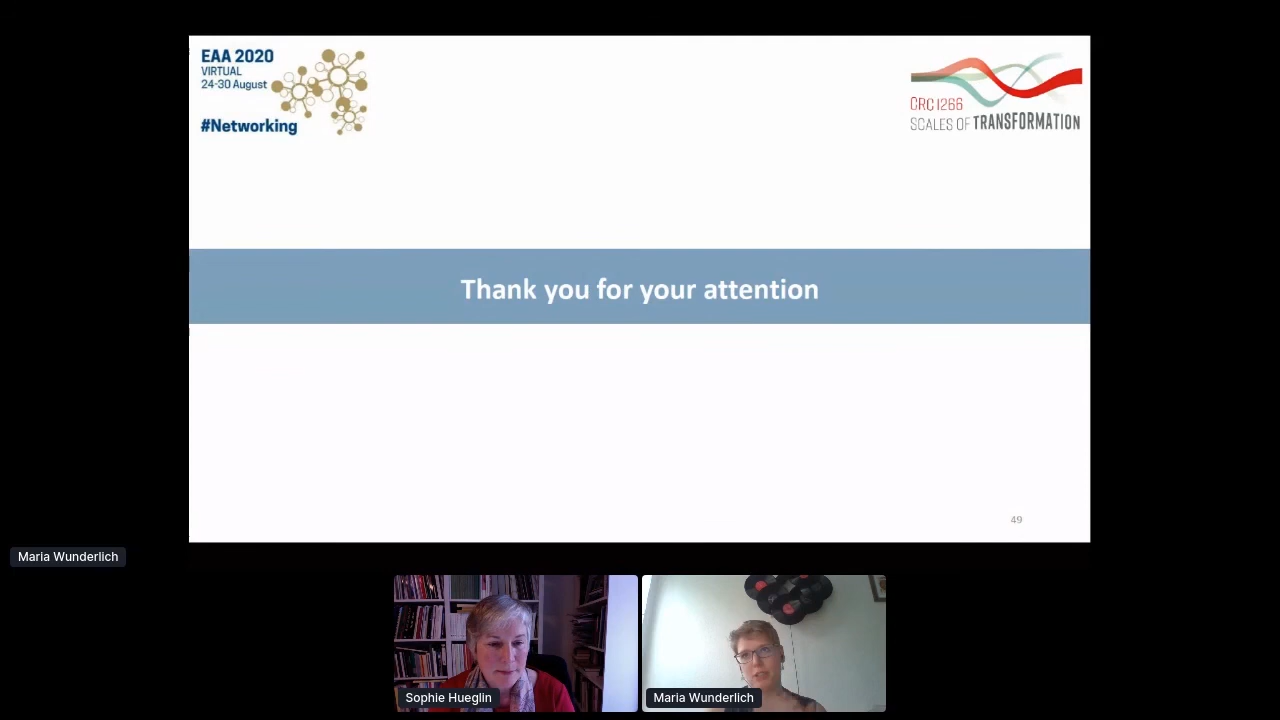 EAA 2020
VIRTUAL
24-30 August
#Networking
CRC 1266
SCALES OF TRANSFORMATION
Thank you for your attention
49
Maria Wunderlich
Sophie Hueglin
Maria Wunderlich